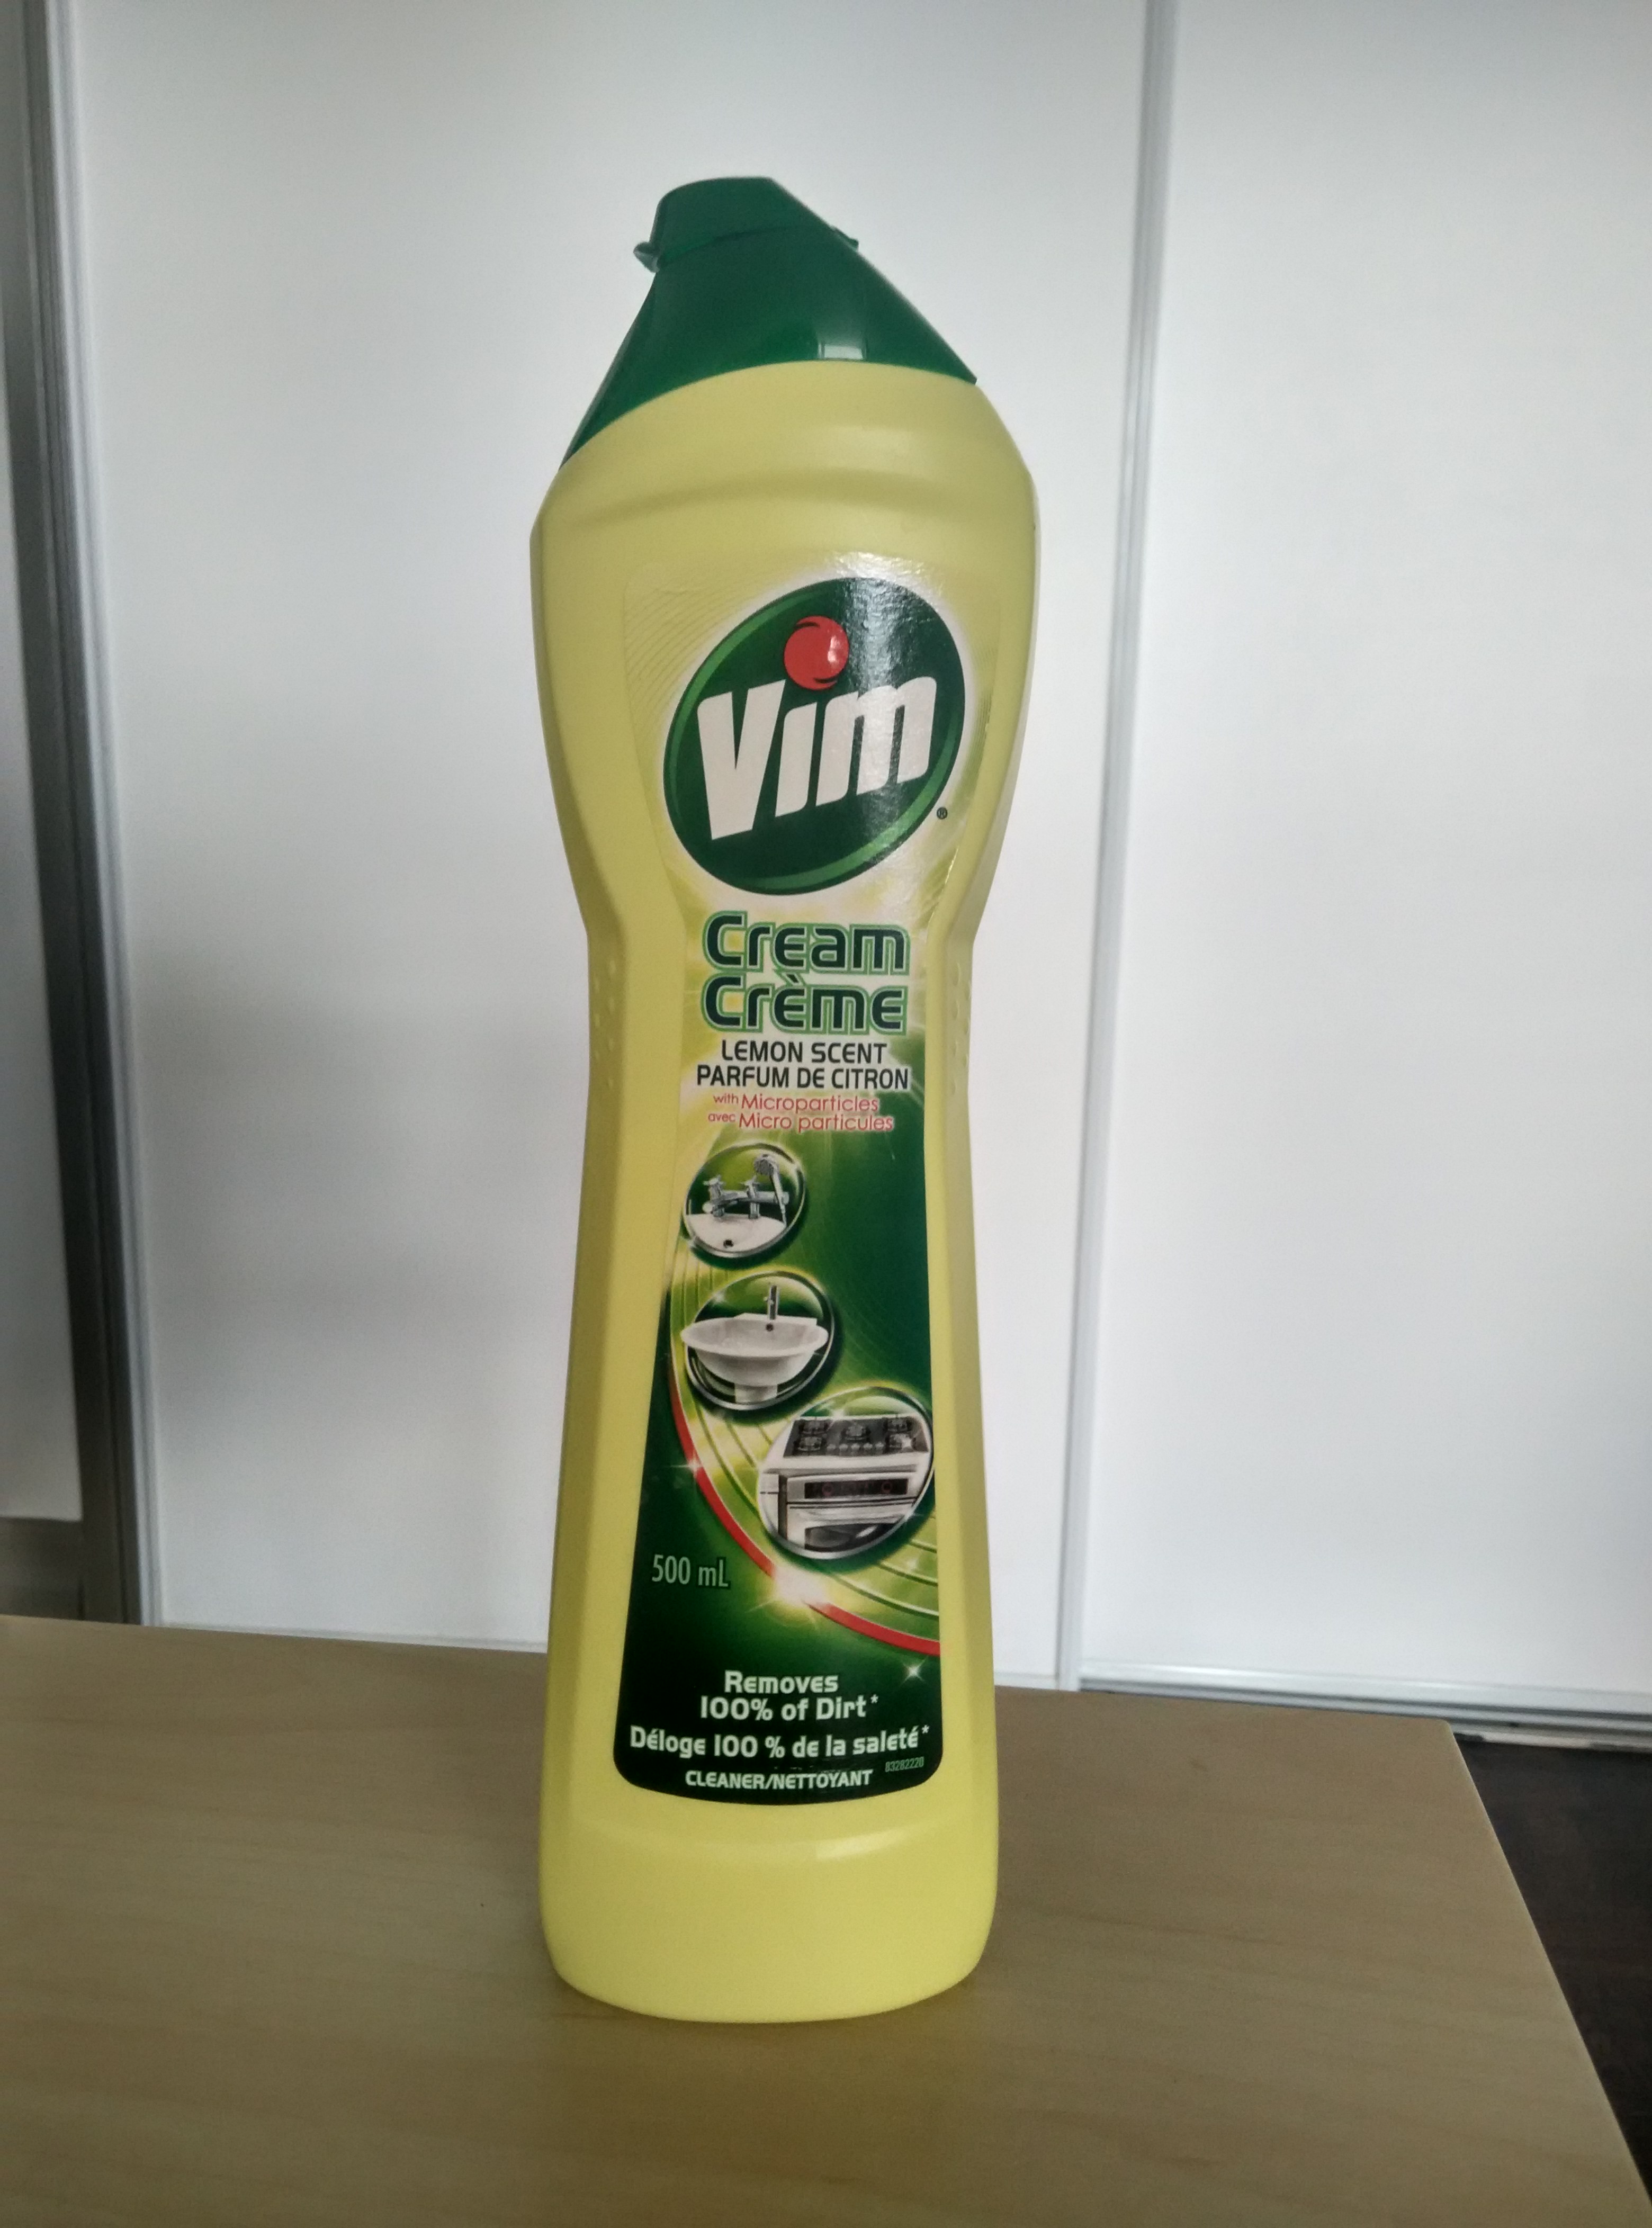 Vim
®
Cream
Crème
LEMON SCENT
PARFUM DE CITRON
with Microparticles
avec Micro particules
500 mL
Removes
100% of Dirt*
Déloge 100 % de la saleté*
83282220
CLEANER/NETTOYANT